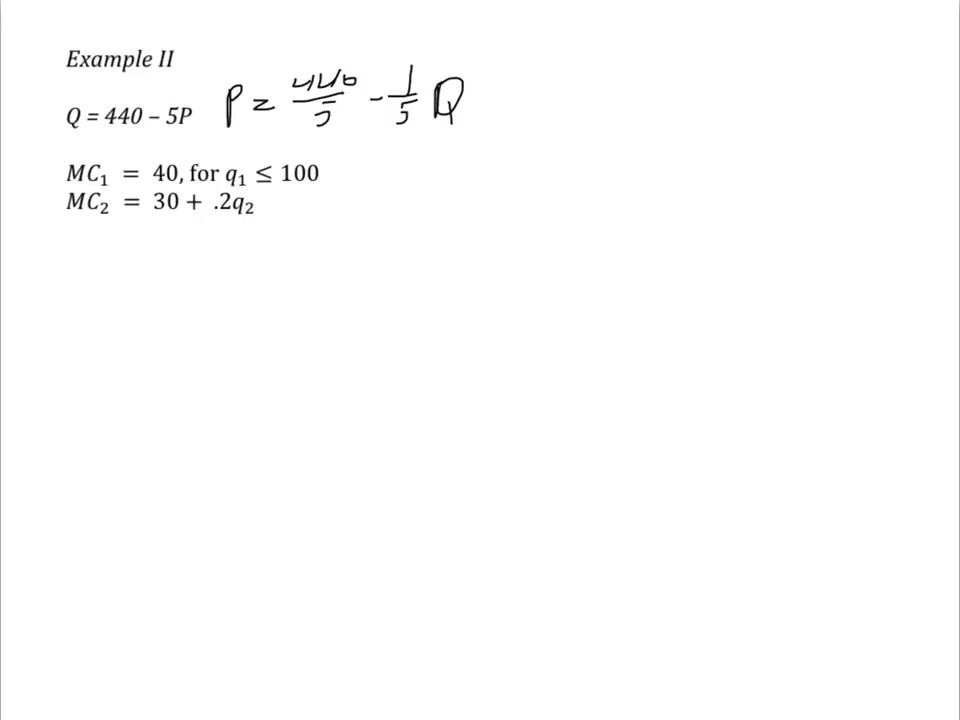 Example II
Q = 440 – 5P P = 440/5 - 1/5 Q
MC₁ = 40, for q₁ ≤ 100
MC₂ = 30 + .2q₂